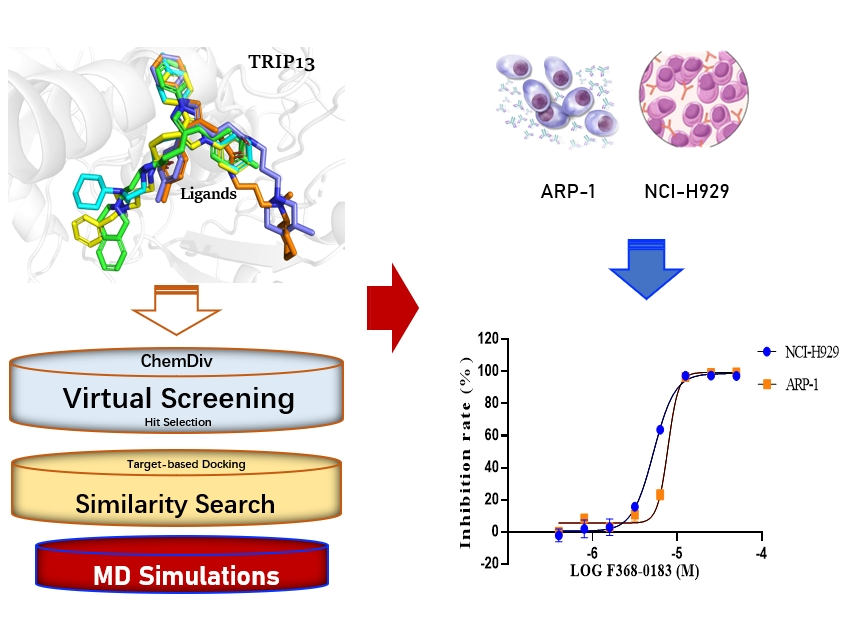 TRIP13
Ligands
ChemDiv
Virtual Screening
Hit Selection
Target-based Docking
Similarity Search
MD Simulations
ARP-1 NCI-H929
120
100
80
60
40
20
0
-20
Inhibition rate (%)
-6 -5 -4
LOG F368-0183 (M)
NCI-H929
ARP-1